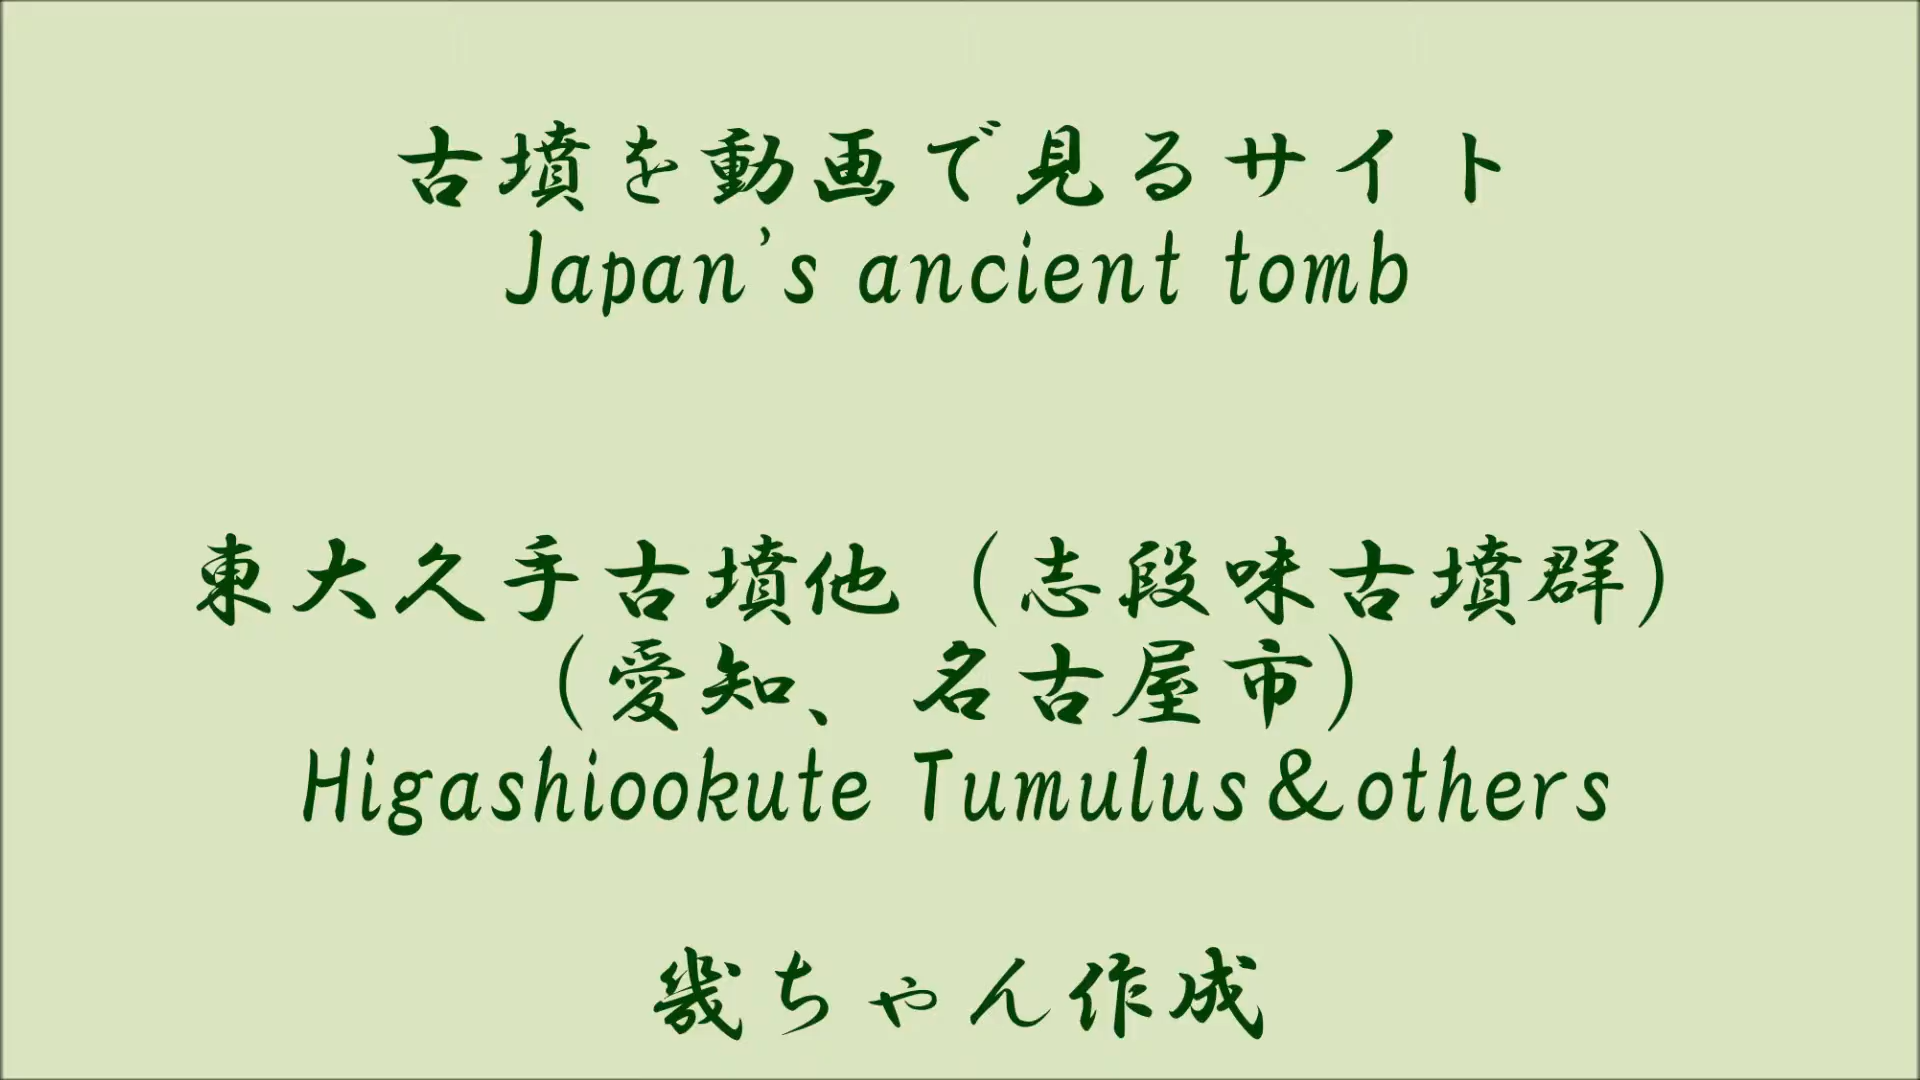 古墳を動画で見るサイト
Japan's ancient tomb
東大久手古墳他（志段味古墳群）
（愛知、名古屋市）
Higashiookute Tumulus＆others
幾ちゃん作成